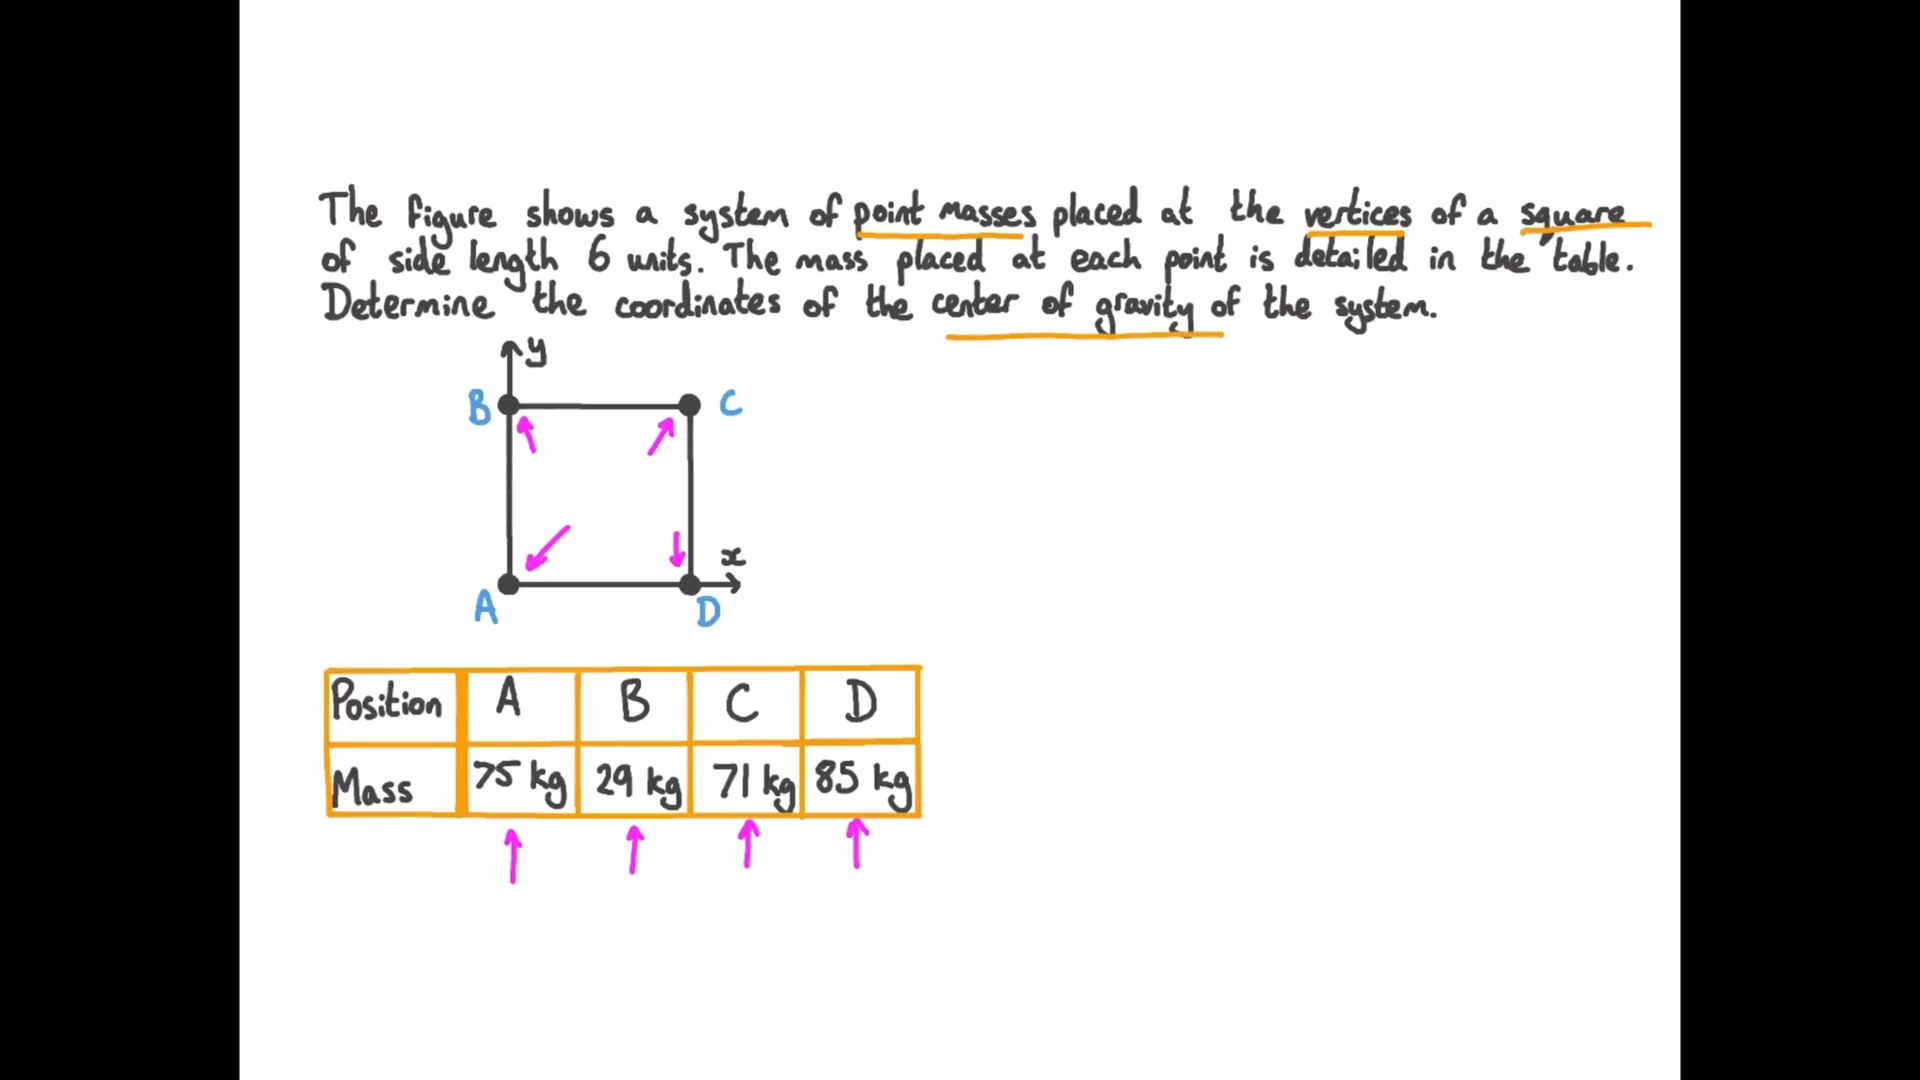 The figure shows a system of point masses placed at the vertices of a square
of side length 6 units. The mass placed at each point is detailed in the table.
Determine the coordinates of the center of gravity of the system.
y
B C
x
A D
Position A B C D
Mass 75 kg 29 kg 71 kg 85 kg